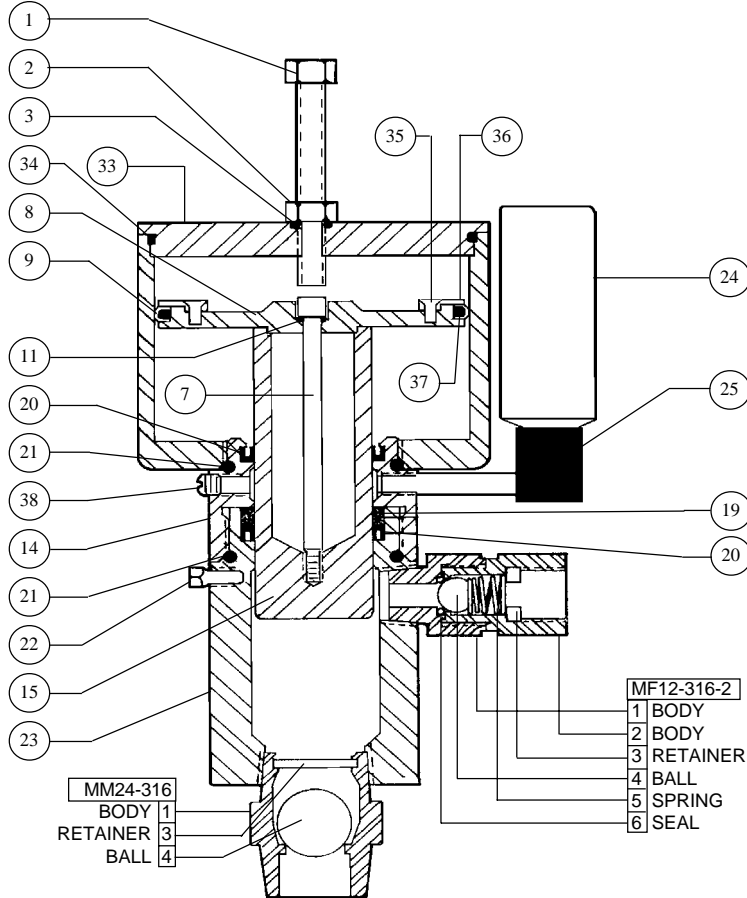 1
2
3
34
33
35
36
8
9
24
11
7
37
25
20
21
38
19
14
20
21
22
15
23
MF12-316-2
1 BODY
2 BODY
3 RETAINER
4 BALL
5 SPRING
6 SEAL
MM24-316
BODY 1
RETAINER 3
BALL 4